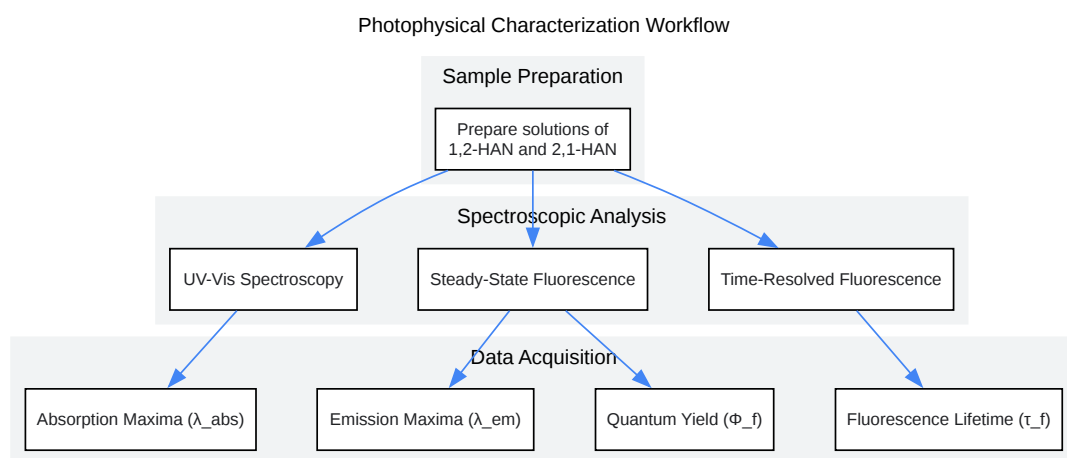 Photophysical Characterization Workflow
Sample Preparation
Prepare solutions of
1,2-HAN and 2,1-HAN
Spectroscopic Analysis
UV-Vis Spectroscopy
Steady-State Fluorescence
Time-Resolved Fluorescence
Data Acquisition
Absorption Maxima (λ_abs)
Emission Maxima (λ_em)
Quantum Yield (Φ_f)
Fluorescence Lifetime (τ_f)